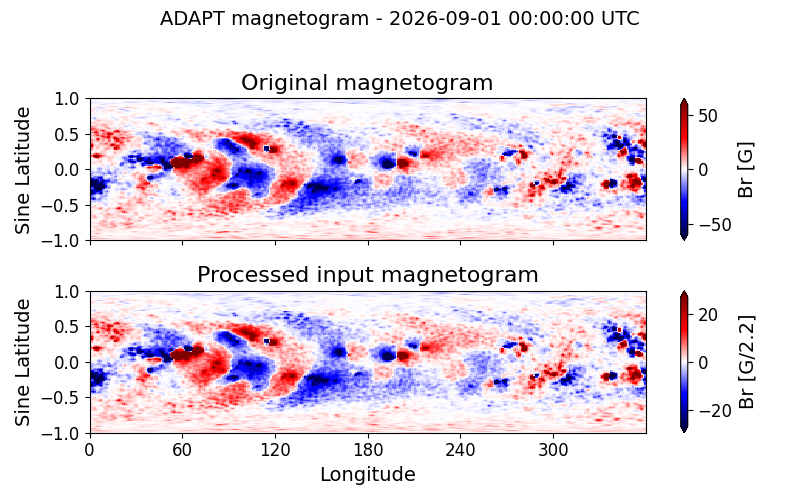 ADAPT magnetogram - 2026-09-01 00:00:00 UTC
Original magnetogram
Sine Latitude
1.0
0.5
0.0
−0.5
−1.0
50
0
−50
Br [G]
Processed input magnetogram
Sine Latitude
1.0
0.5
0.0
−0.5
−1.0
0
60
120
180
240
300
Longitude
20
0
−20
Br [G/2.2]